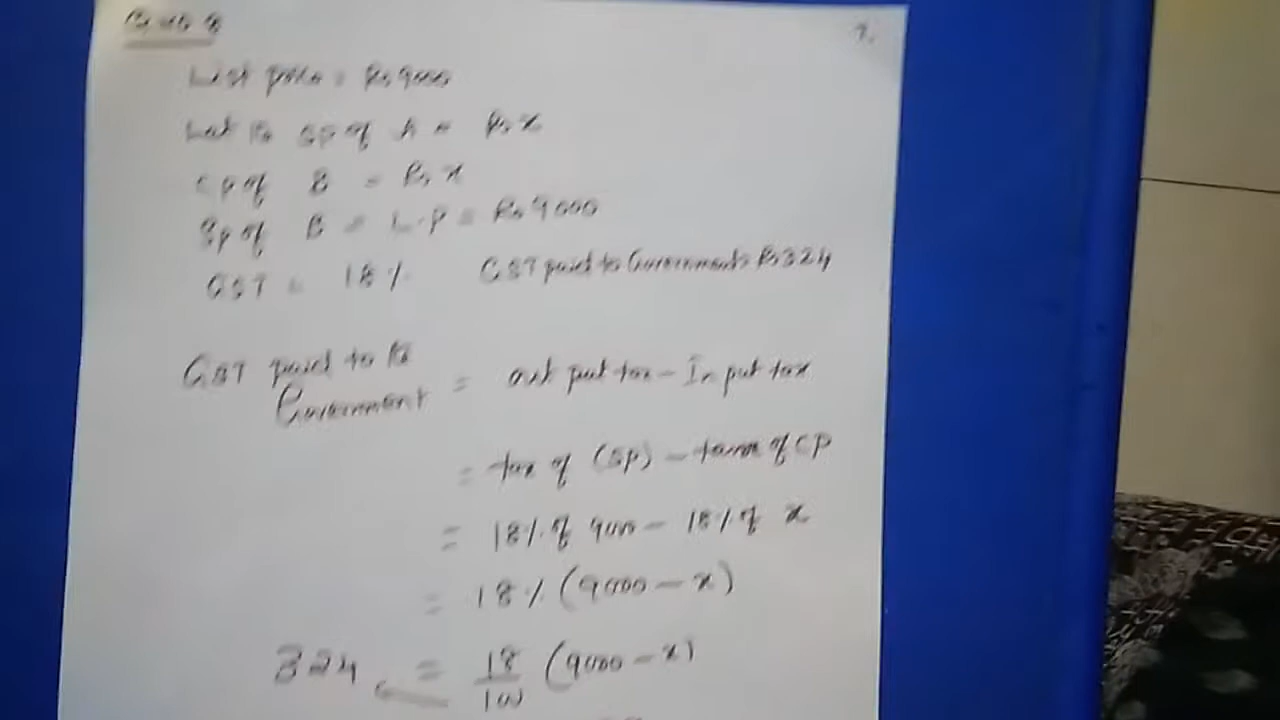 7.
List price = Rs 9000
Let the SP of A = Rs x
CP of B = Rs x
SP of B = L.P = Rs 9000
GST = 18% GST paid to Government = Rs 324
GST paid to the
Government = out put tax - In put tax
= tax of (SP) - tax of CP
= 18% of 9000 - 18% of x
= 18% (9000 - x)
324 = 18/100 (9000 - x)